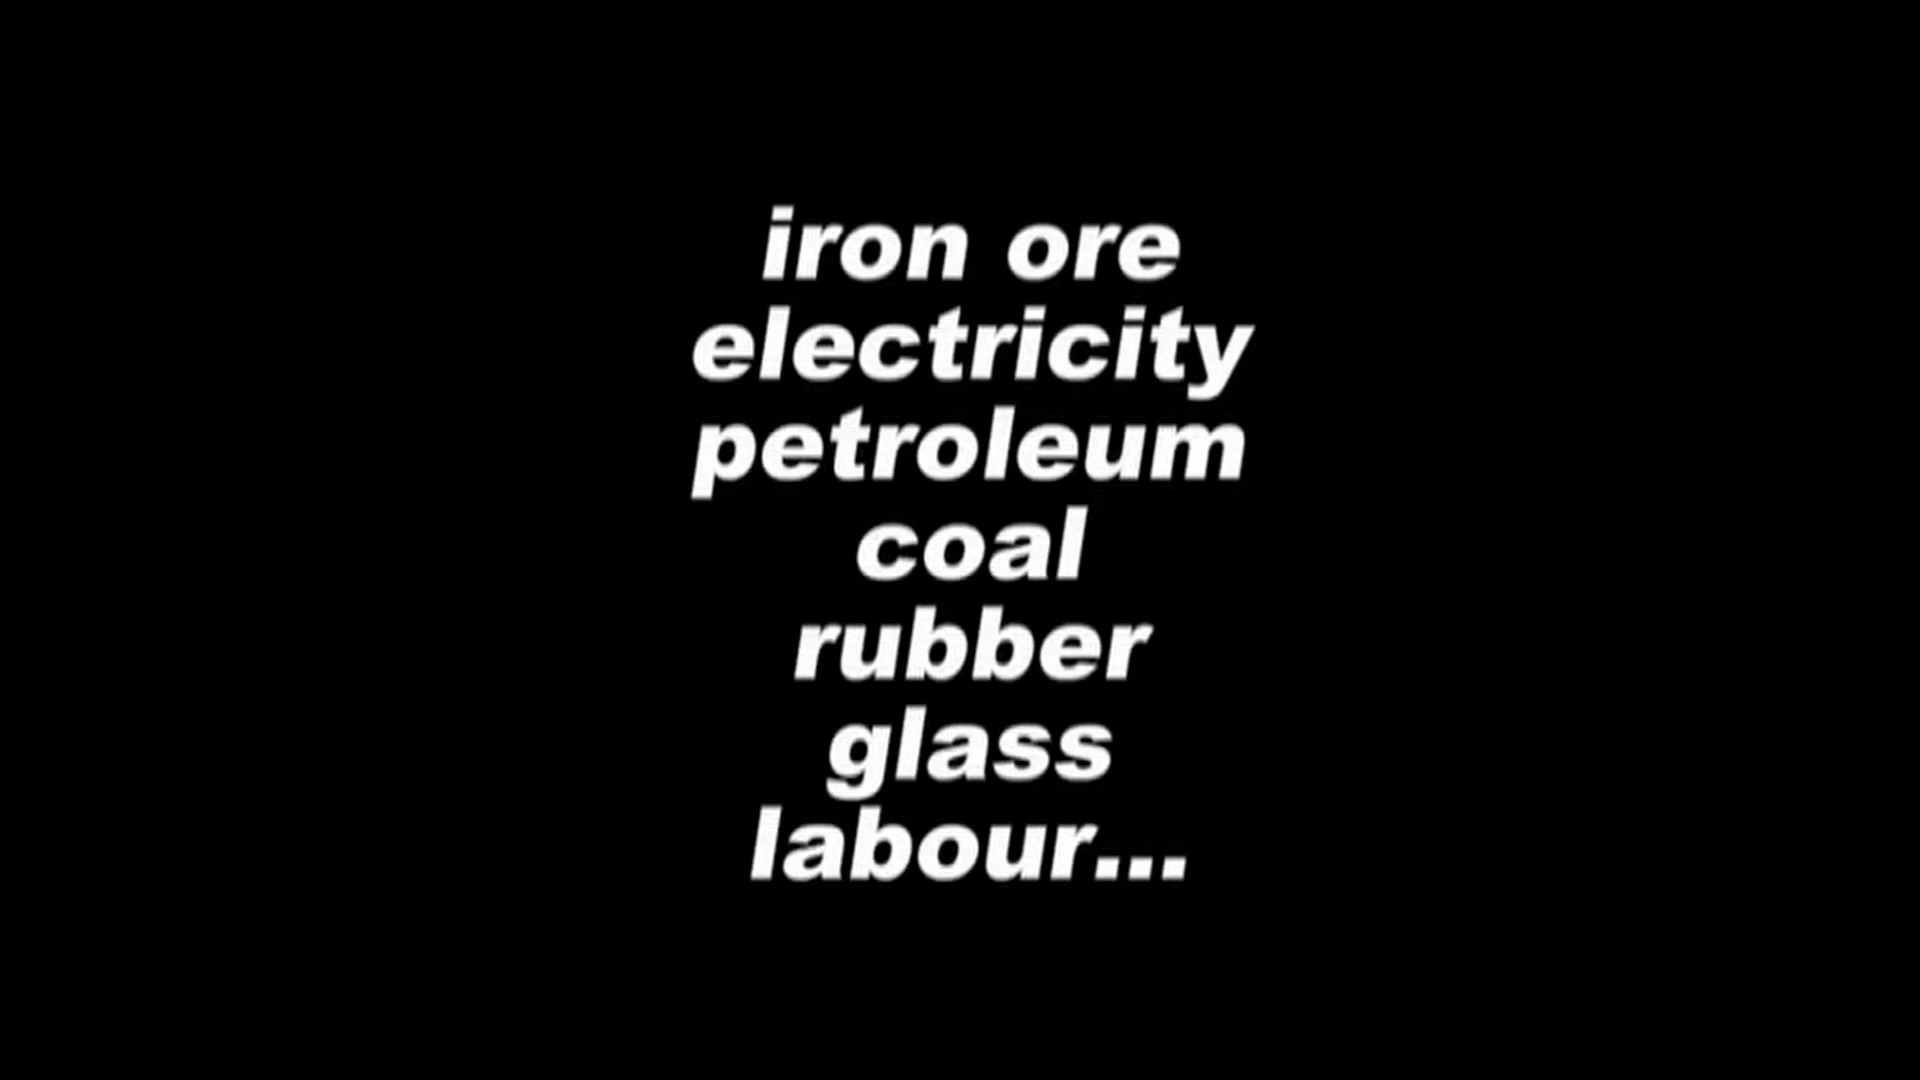 iron ore
electricity
petroleum
coal
rubber
glass
labour...